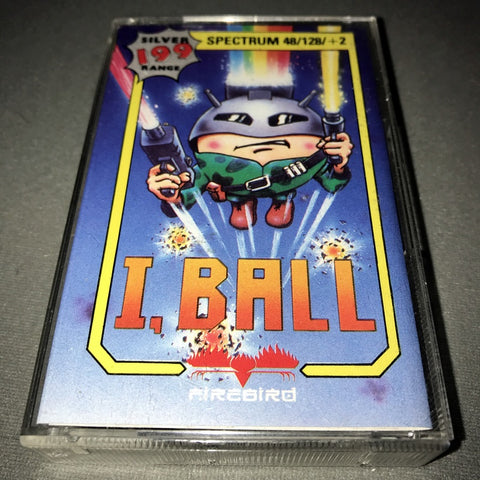 SILVER
199
RANGE
SPECTRUM 48/128/+2
I, BALL
FIREBIRD